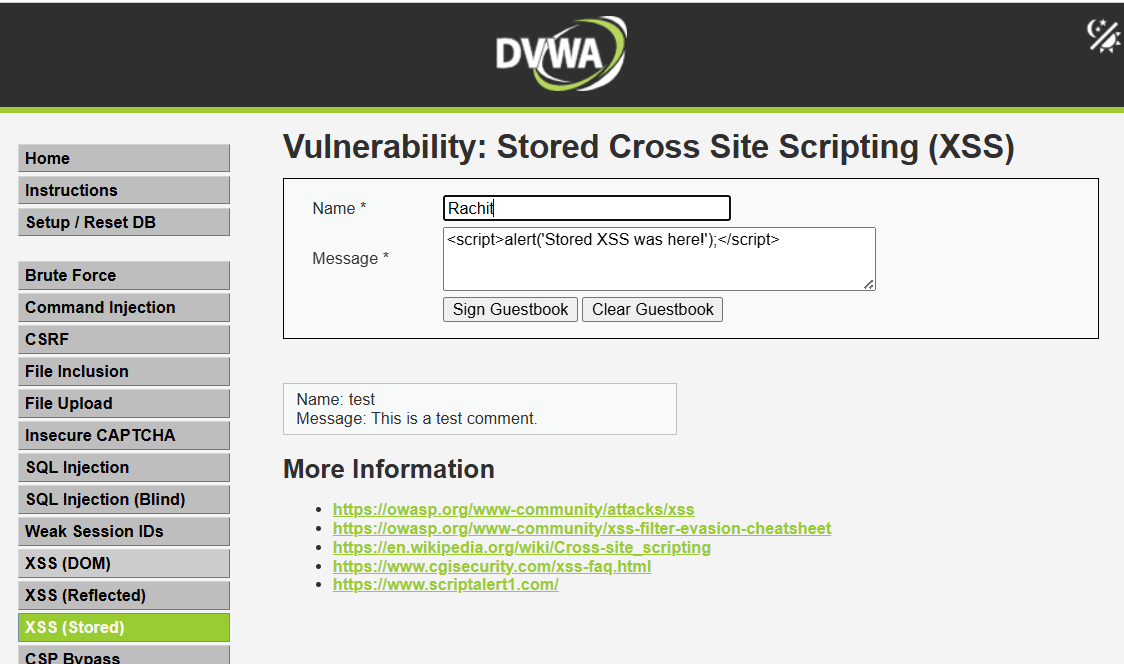 DVWA
Home
Instructions
Setup / Reset DB
Brute Force
Command Injection
CSRF
File Inclusion
File Upload
Insecure CAPTCHA
SQL Injection
SQL Injection (Blind)
Weak Session IDs
XSS (DOM)
XSS (Reflected)
XSS (Stored)
CSP Bypass
Vulnerability: Stored Cross Site Scripting (XSS)
Name * Rachit
Message * <script>alert('Stored XSS was here!');</script>
Sign Guestbook Clear Guestbook
Name: test
Message: This is a test comment.
More Information
https://owasp.org/www-community/attacks/xss
https://owasp.org/www-community/xss-filter-evasion-cheatsheet
https://en.wikipedia.org/wiki/Cross-site_scripting
https://www.cgisecurity.com/xss-faq.html
https://www.scriptalert1.com/